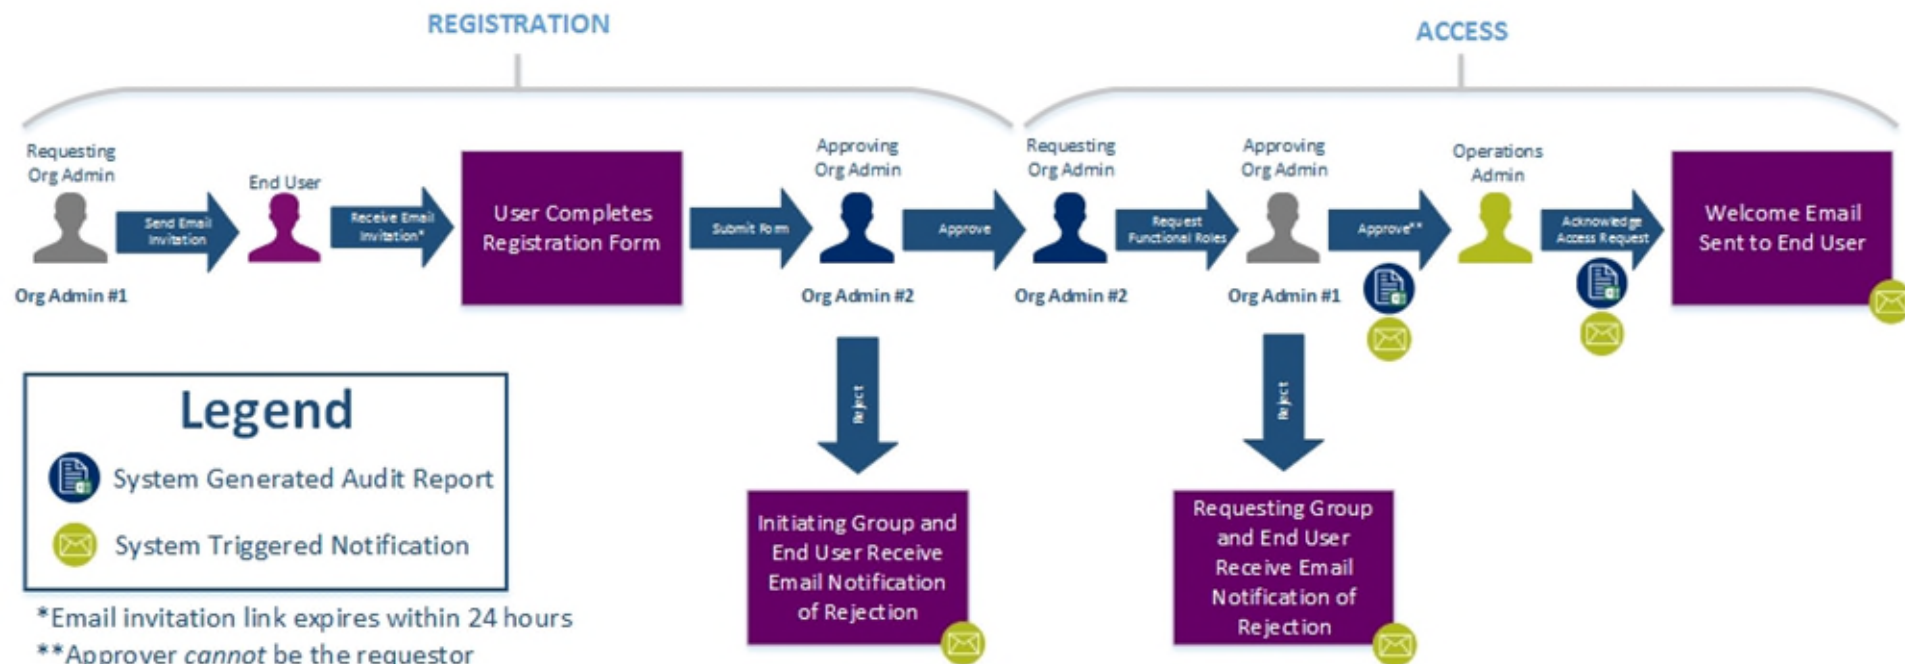 REGISTRATION
ACCESS
Requesting
Org Admin
Send Email
Invitation
Org Admin #1
End User
Receive Email
Invitation*
User Completes
Registration Form
Submit Form
Approving
Org Admin
Org Admin #2
Approve
Requesting
Org Admin
Org Admin #2
Request
Functional Roles
Approving
Org Admin
Org Admin #1
Approve**
Operations
Admin
Acknowledge
Access Request
Welcome Email
Sent to End User
Reject
Initiating Group and
End User Receive
Email Notification
of Rejection
Reject
Requesting Group
and End User
Receive Email
Notification of
Rejection
Legend
System Generated Audit Report
System Triggered Notification
*Email invitation link expires within 24 hours
**Approver cannot be the requestor